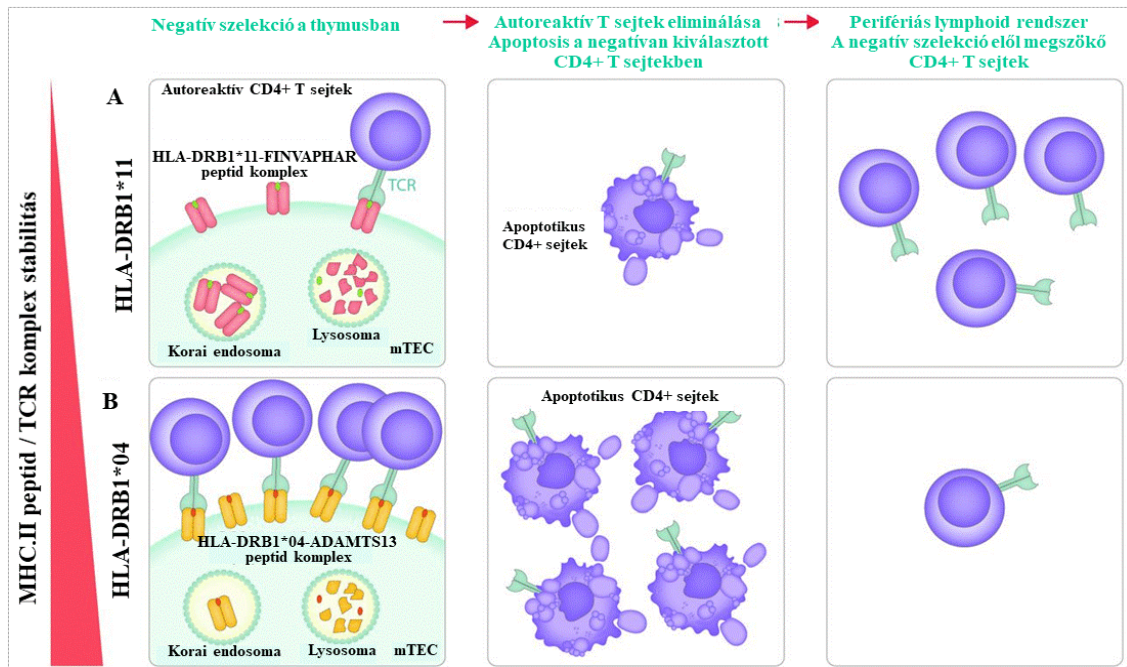 Negatív szelekció a thymusban
Autoreaktív T sejtek eliminálása
Apoptosis a negatívan kiválasztott
CD4+ T sejtekben
Perifériás lymphoid rendszer
A negatív szelekció elől megszökő
CD4+ T sejtek
MHC.II peptid / TCR komplex stabilitás
A
HLA-DRB1*11
Autoreaktív CD4+ T sejtek
HLA-DRB1*11-FINVAPHAR
peptid komplex
TCR
Korai endosoma
Lysosoma
mTEC
Apoptotikus
CD4+ sejtek
B
HLA-DRB1*04
HLA-DRB1*04-ADAMTS13
peptid komplex
Korai endosoma
Lysosoma
mTEC
Apoptotikus CD4+ sejtek